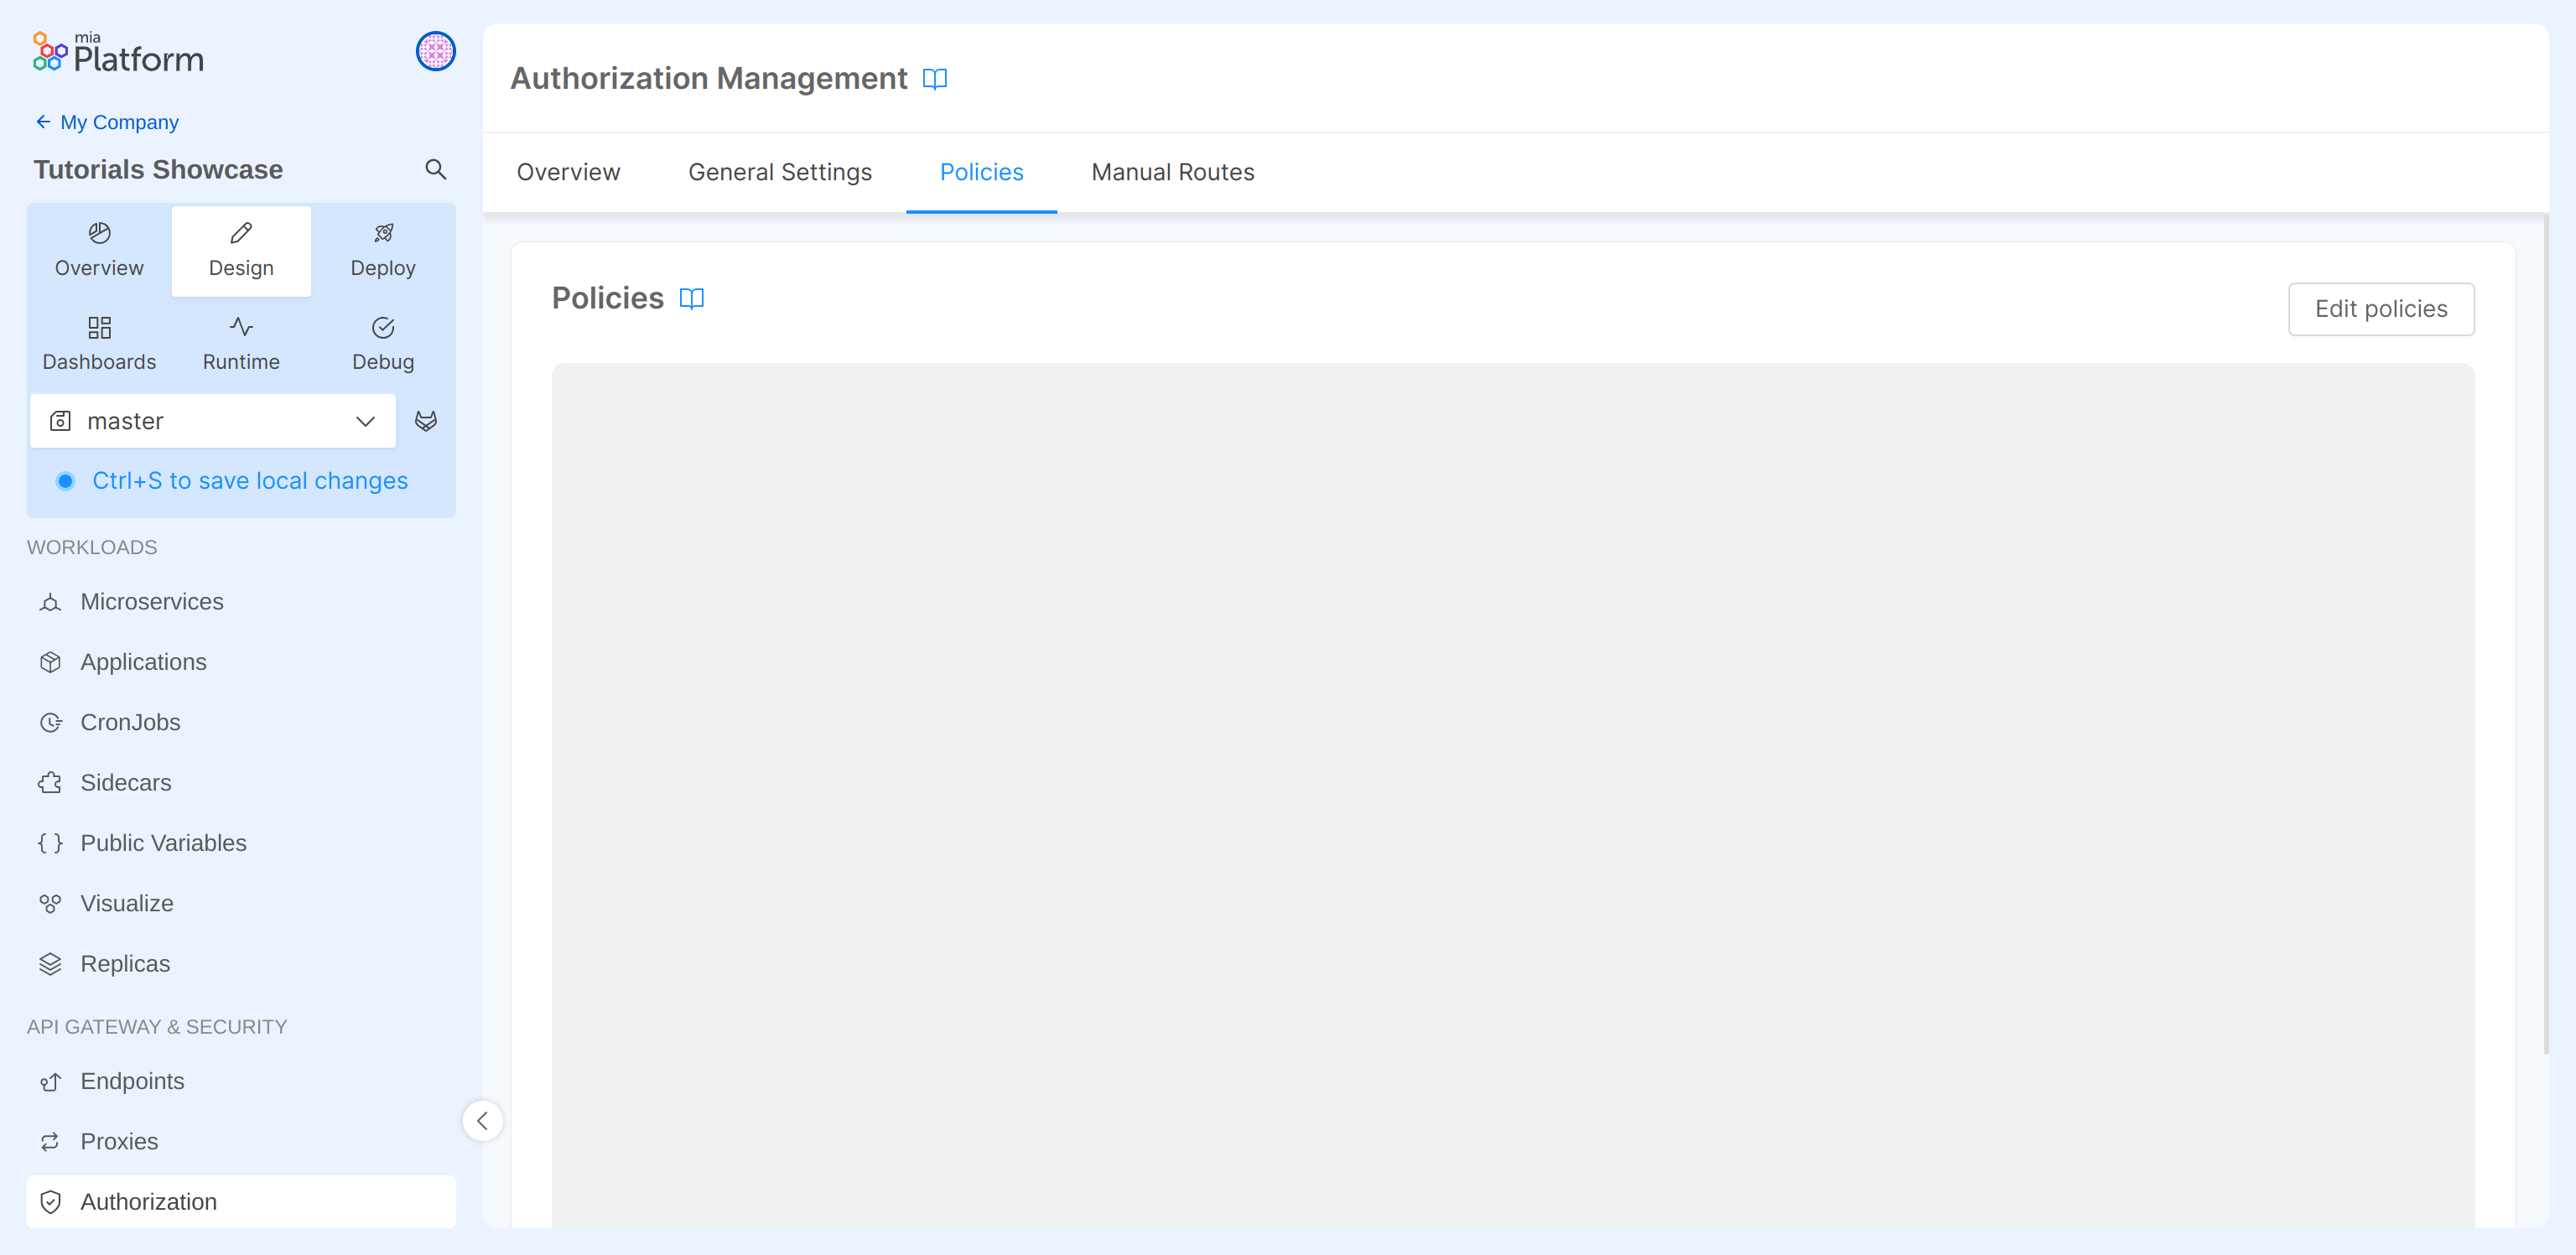 mia
Platform
My Company
Tutorials Showcase
Overview
Design
Deploy
Dashboards
Runtime
Debug
master
Ctrl+S to save local changes
WORKLOADS
Microservices
Applications
CronJobs
Sidecars
Public Variables
Visualize
Replicas
API GATEWAY & SECURITY
Endpoints
Proxies
Authorization
Authorization Management
Overview
General Settings
Policies
Manual Routes
Policies
Edit policies